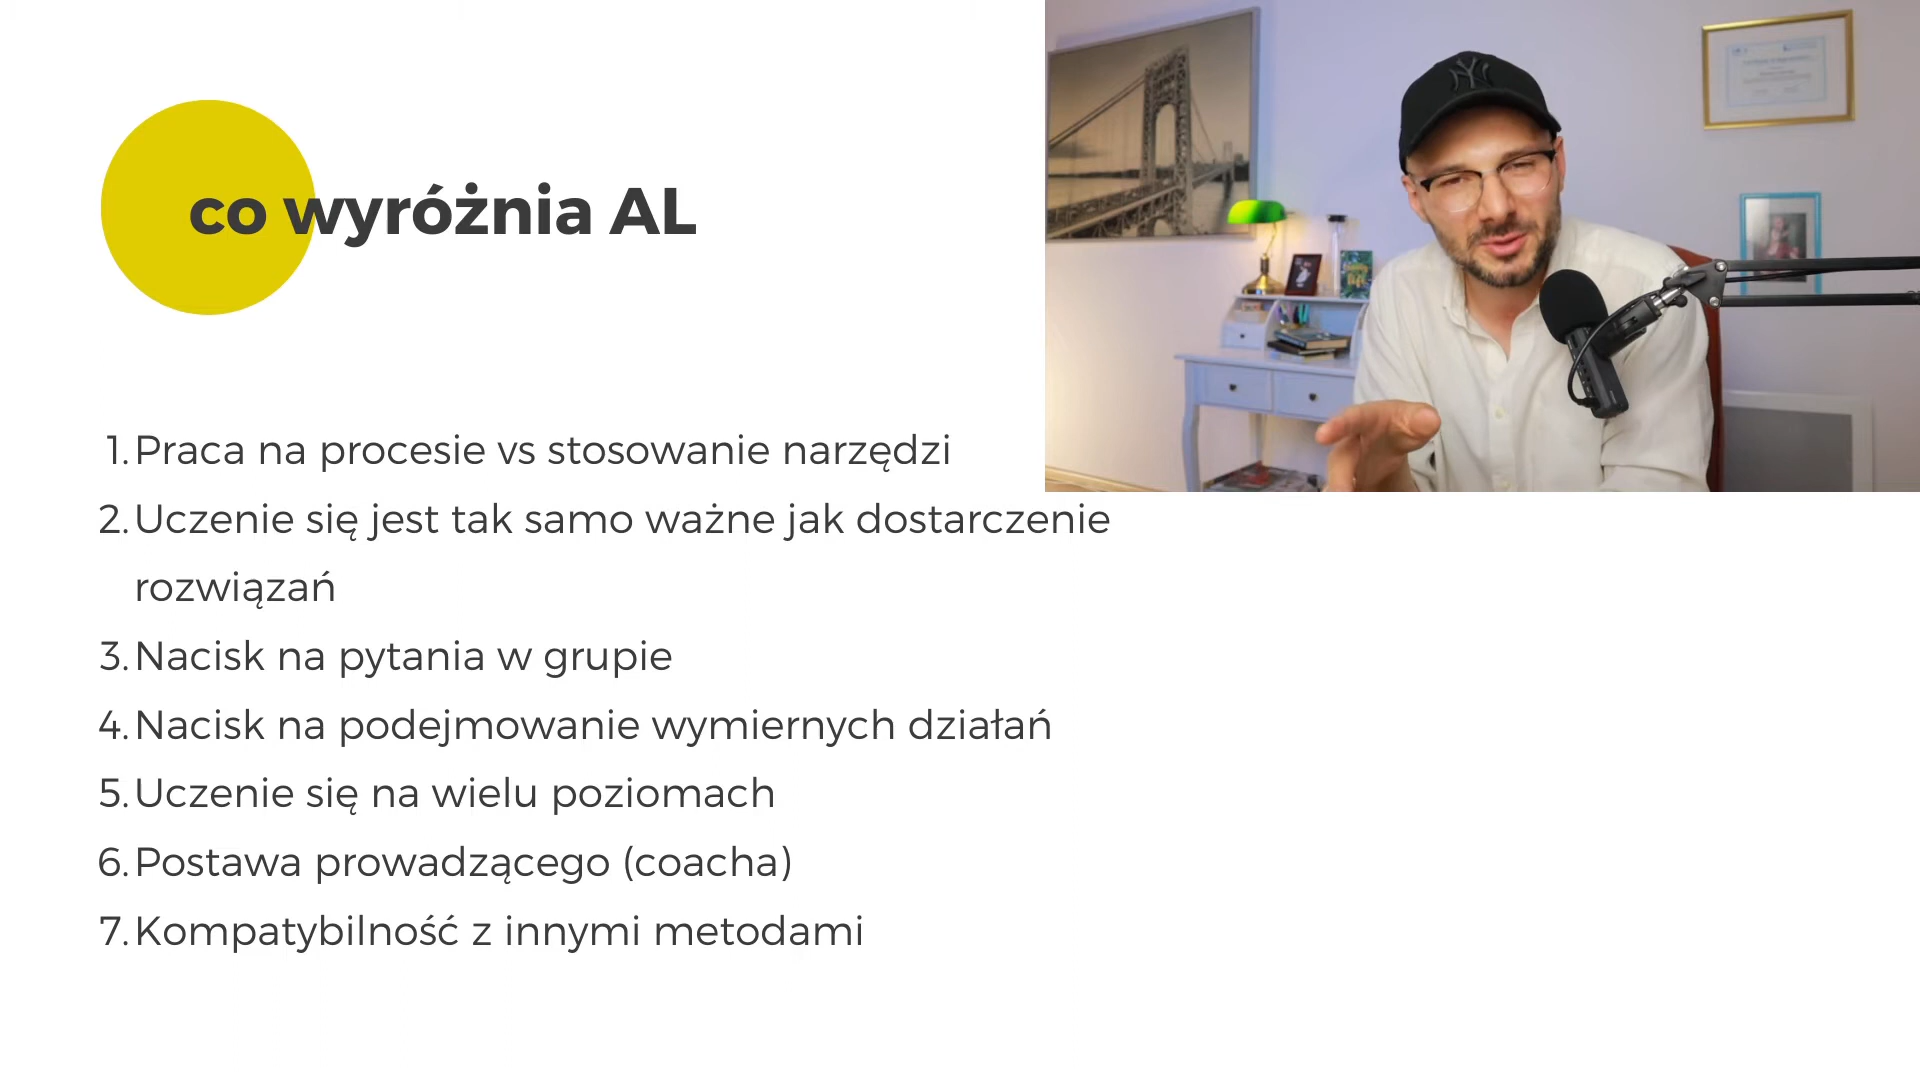 co wyróżnia AL
1. Praca na procesie vs stosowanie narzędzi
2. Uczenie się jest tak samo ważne jak dostarczenie
rozwiązań
3. Nacisk na pytania w grupie
4. Nacisk na podejmowanie wymiernych działań
5. Uczenie się na wielu poziomach
6. Postawa prowadzącego (coacha)
7. Kompatybilność z innymi metodami
NY